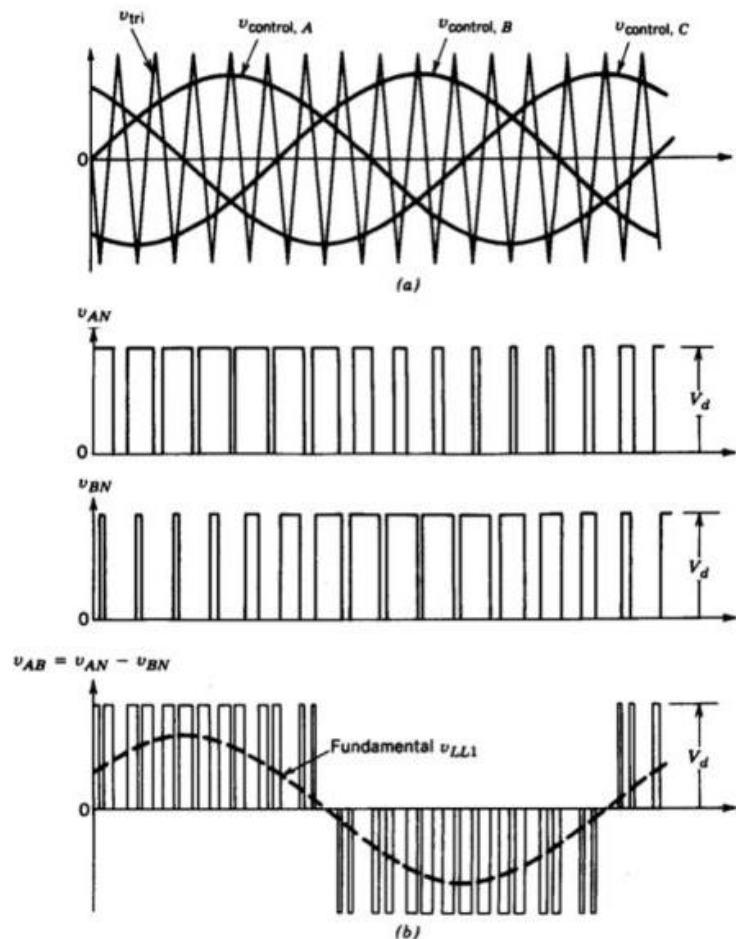 v_tri v_control, A v_control, B v_control, C
0
(a)
v_AN
V_d
0
v_BN
V_d
0
v_AB = v_AN − v_BN
Fundamental v_LL1
V_d
0
(b)